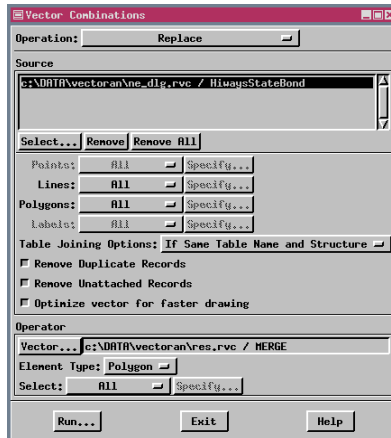 Vector Combinations
Operation: Replace
Source
c:\DATA\vectoran\ne_dlg.rvc / HiwaysStateBond
Select... Remove Remove All
Points: All Specify...
Lines: All Specify...
Polygons: All Specify...
Labels: All Specify...
Table Joining Options: If Same Table Name and Structure
Remove Duplicate Records
Remove Unattached Records
Optimize vector for faster drawing
Operator
Vector... c:\DATA\vectoran\res.rvc / MERGE
Element Type: Polygon
Select: All Specify...
Run... Exit Help